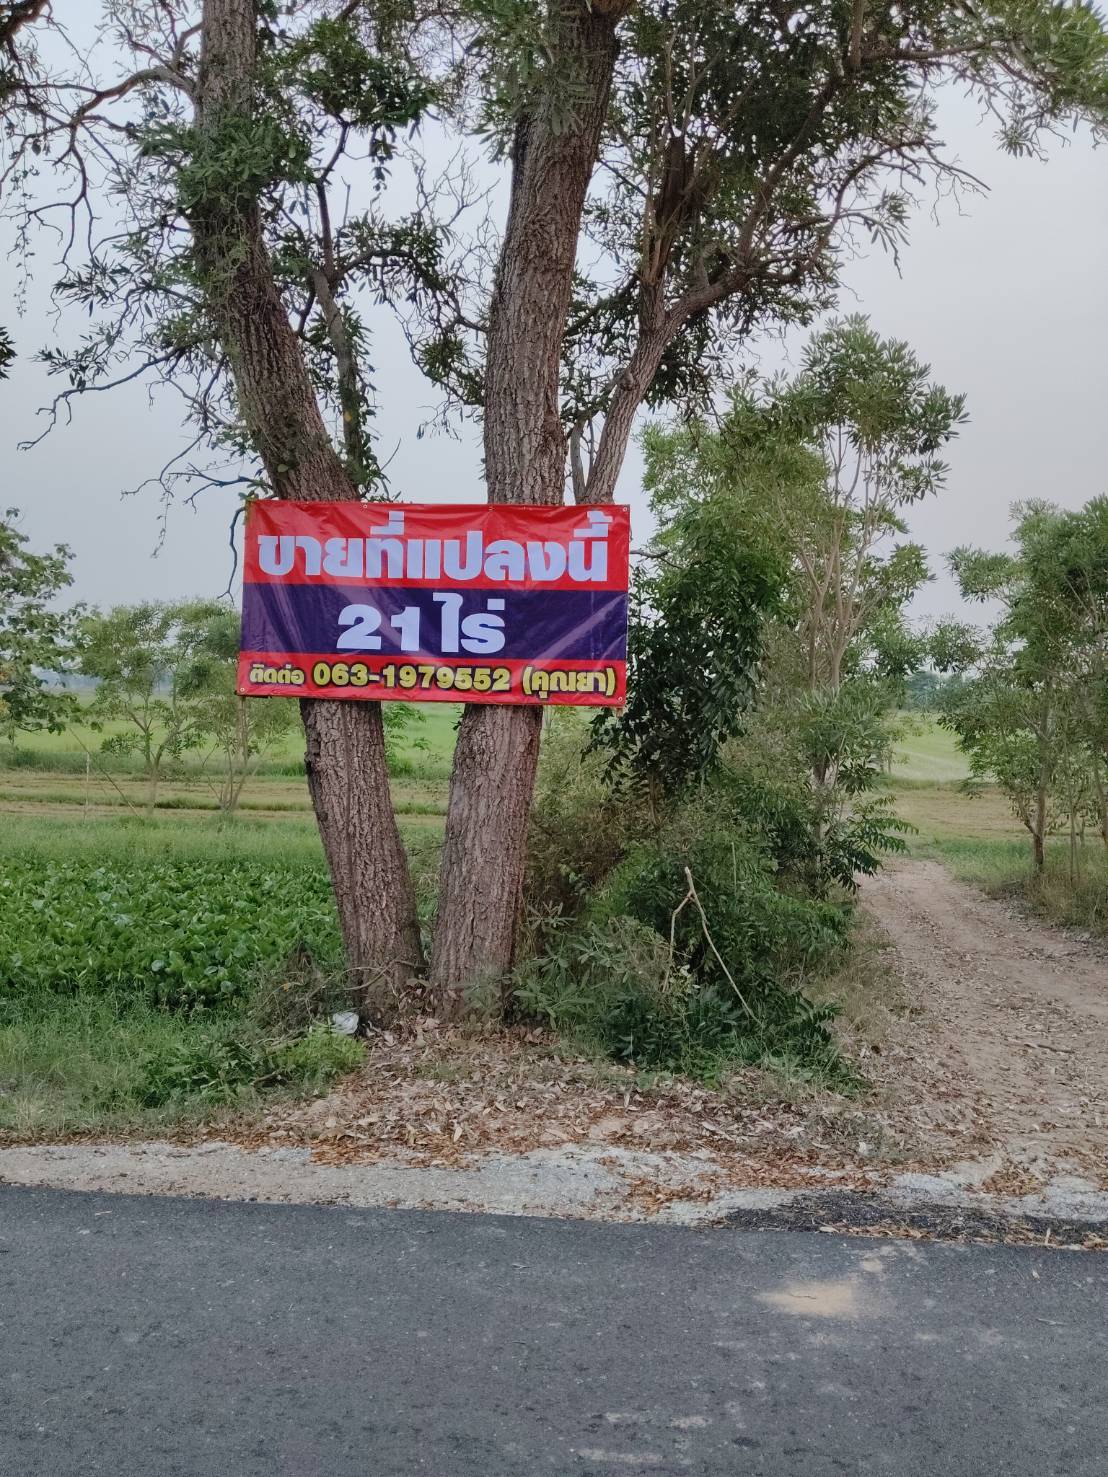 ขายที่แปลงนี้
21 ไร่
ติดต่อ 063-1979552 (คุณยา)